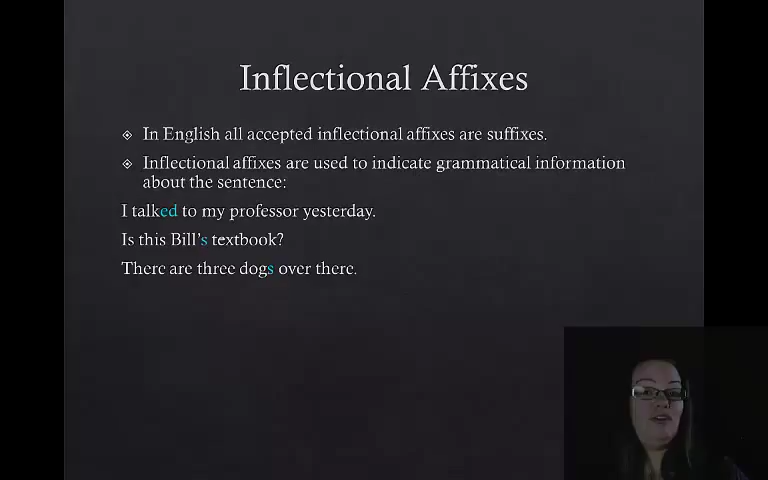 Inflectional Affixes
In English all accepted inflectional affixes are suffixes.
Inflectional affixes are used to indicate grammatical information
about the sentence:
I talked to my professor yesterday.
Is this Bill's textbook?
There are three dogs over there.